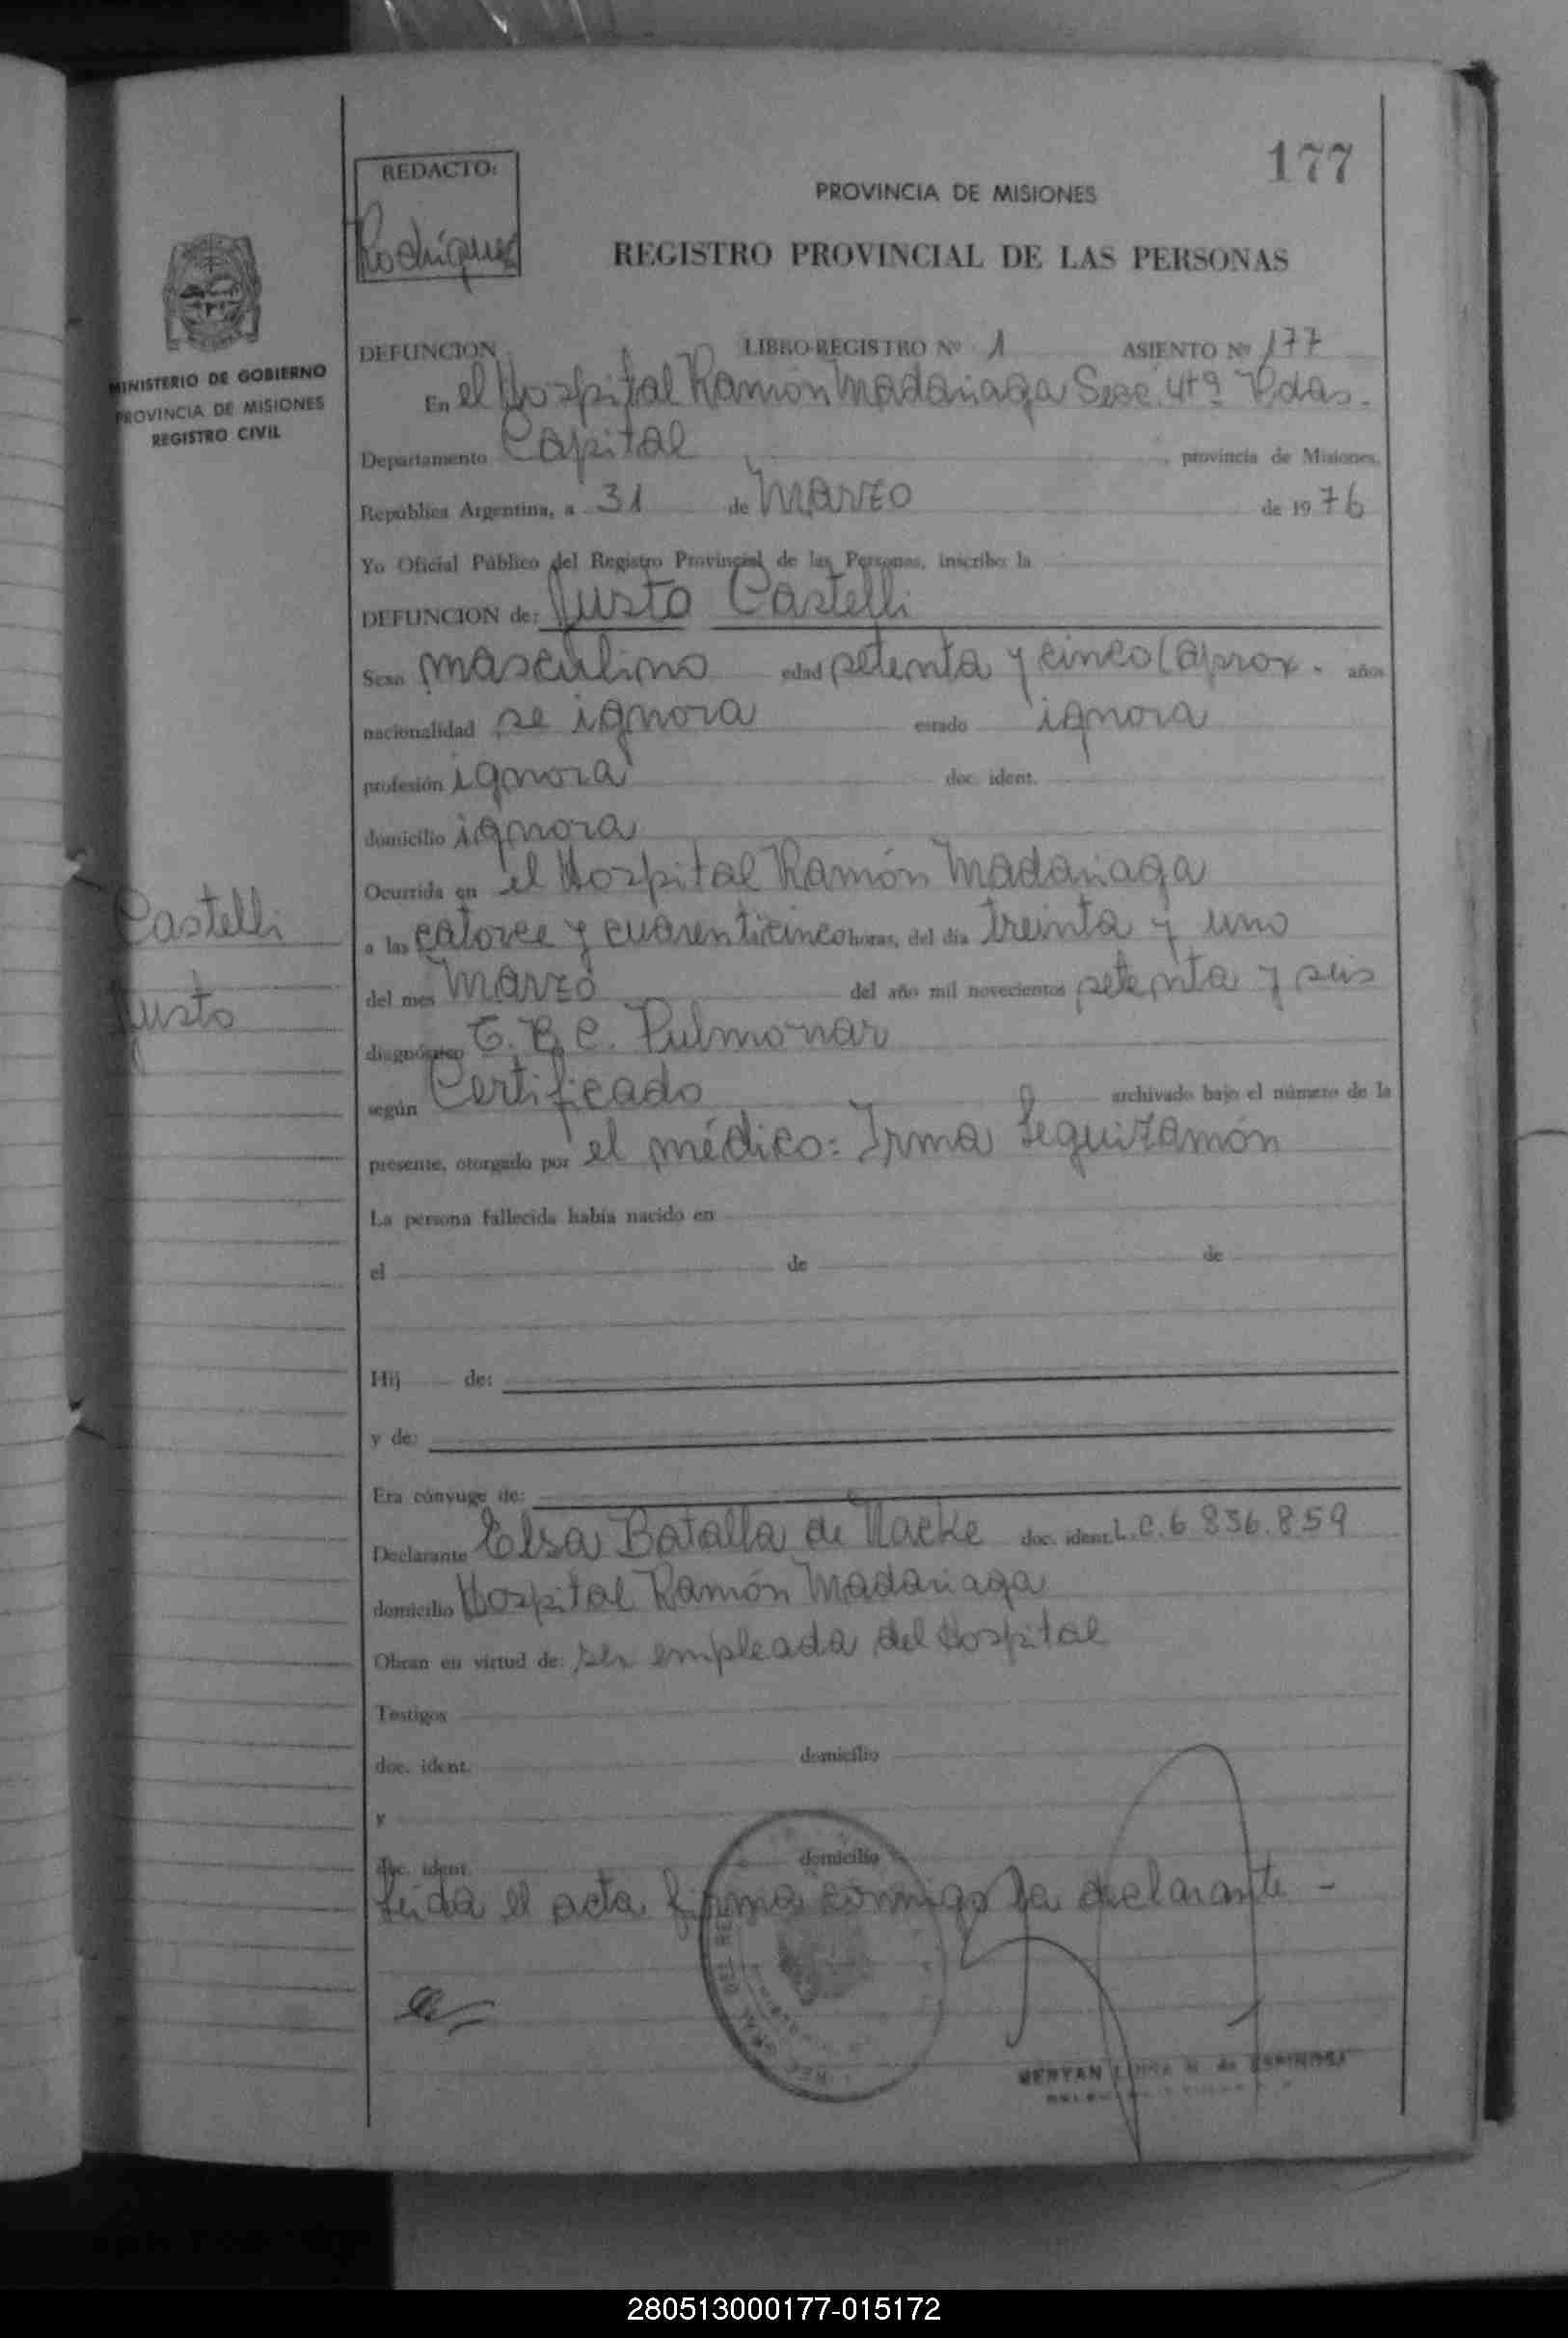 177
REDACTO:
Rodríguez
PROVINCIA DE MISIONES
REGISTRO PROVINCIAL DE LAS PERSONAS
MINISTERIO DE GOBIERNO
PROVINCIA DE MISIONES
REGISTRO CIVIL
DEFUNCION LIBRO-REGISTRO Nº 1 ASIENTO Nº 177
En el Hospital Ramón Madariaga Secc. 4tª Pdas.
Departamento Capital , provincia de Misiones,
República Argentina, a 31 de Marzo de 1976
Yo Oficial Público del Registro Provincial de las Personas, inscribo la
DEFUNCION de: Justo Castelli
Sexo masculino edad setenta y cinco (aprox. años
nacionalidad se ignora estado ignora
profesión ignora doc. ident.
domicilio ignora
Ocurrida en el Hospital Ramón Madariaga
Castelli
a las catorce y cuarenticinco horas, del día treinta y uno
Justo
del mes Marzo del año mil novecientos setenta y seis
diagnóstico T.B.C. Pulmonar
según Certificado archivado bajo el número de la
presente, otorgado por el médico: Irma Leguizamón
La persona fallecida había nacido en
el de de
Hij de:
y de:
Era cónyuge de:
Declarante Elsa Batalla de Nacke doc. ident. L.C. 6 836.859
domicilio Hospital Ramón Madariaga
Obran en virtud de: ser empleada del Hospital
Testigos
doc. ident. domicilio
y
doc. ident. domicilio
Leida el acta firma conmigo la declarante -
de ESPINOSA
280513000177-015172